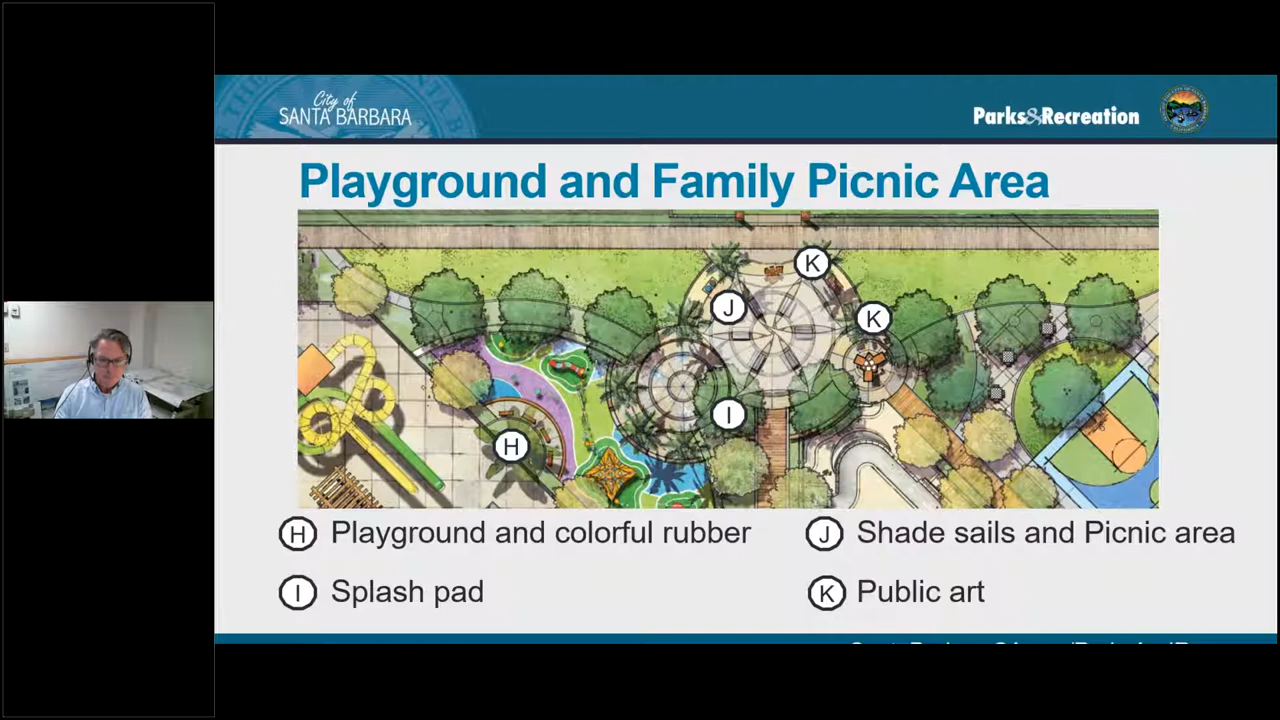 City of
SANTA BARBARA
Parks&Recreation
Playground and Family Picnic Area
K
J
K
I
H
H Playground and colorful rubber
J Shade sails and Picnic area
I Splash pad
K Public art